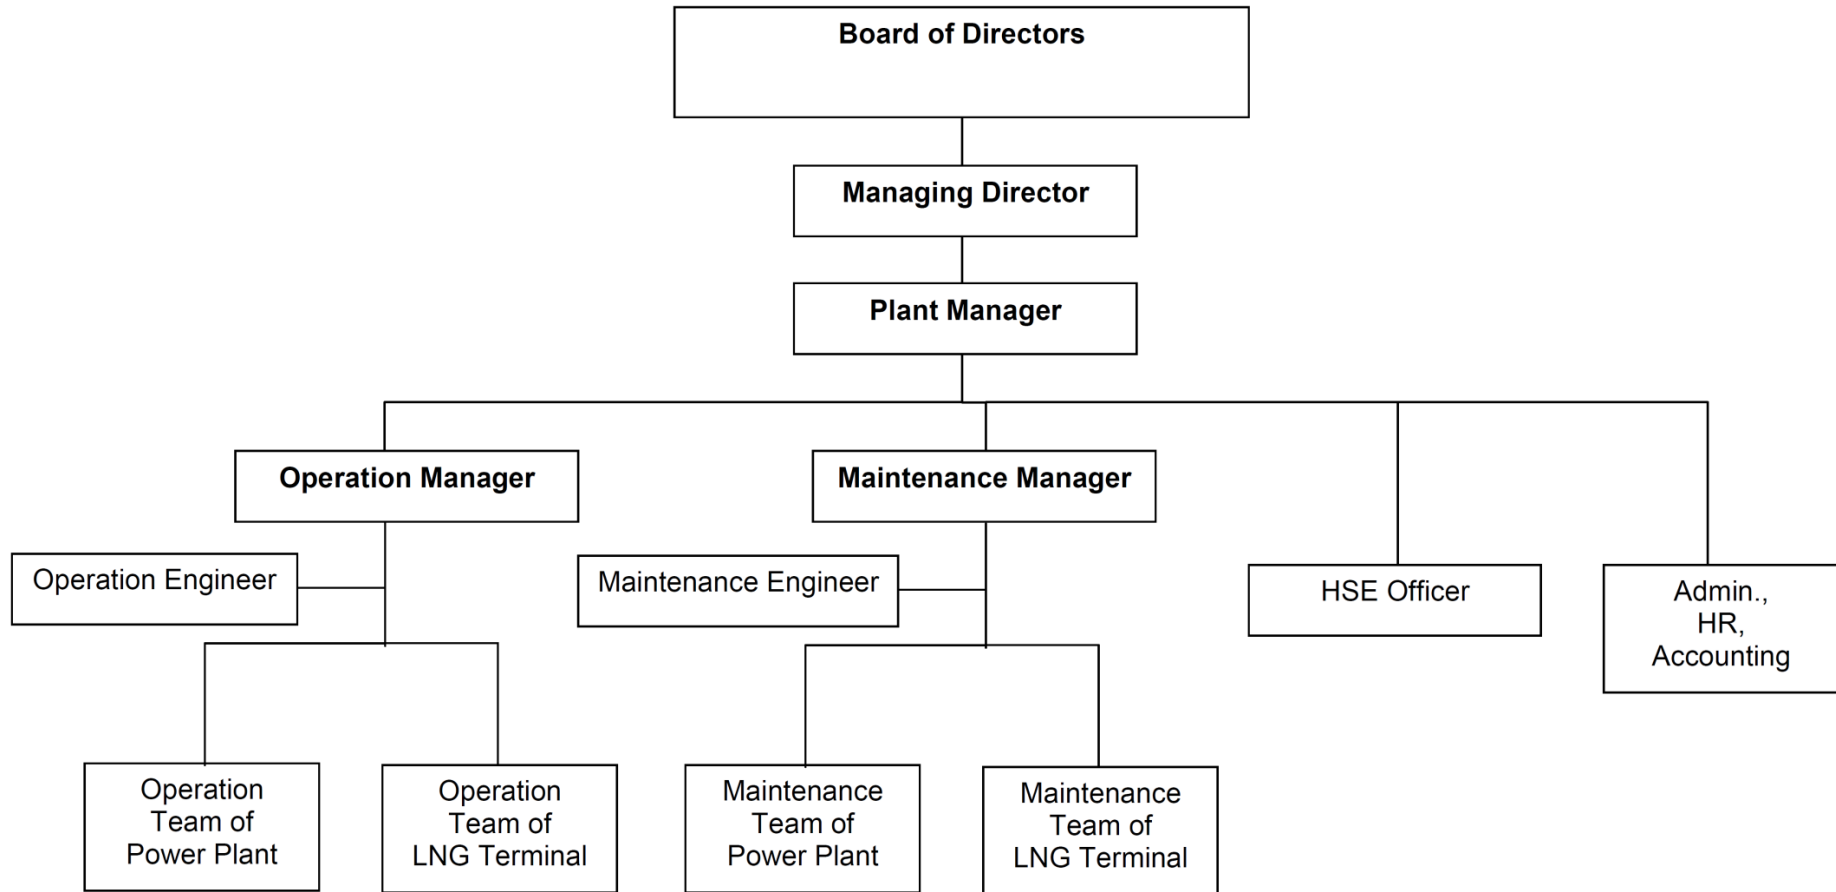 Board of Directors
Managing Director
Plant Manager
Operation Manager
Maintenance Manager
Operation Engineer
Maintenance Engineer
HSE Officer
Admin.,
HR,
Accounting
Operation
Team of
Power Plant
Operation
Team of
LNG Terminal
Maintenance
Team of
Power Plant
Maintenance
Team of
LNG Terminal